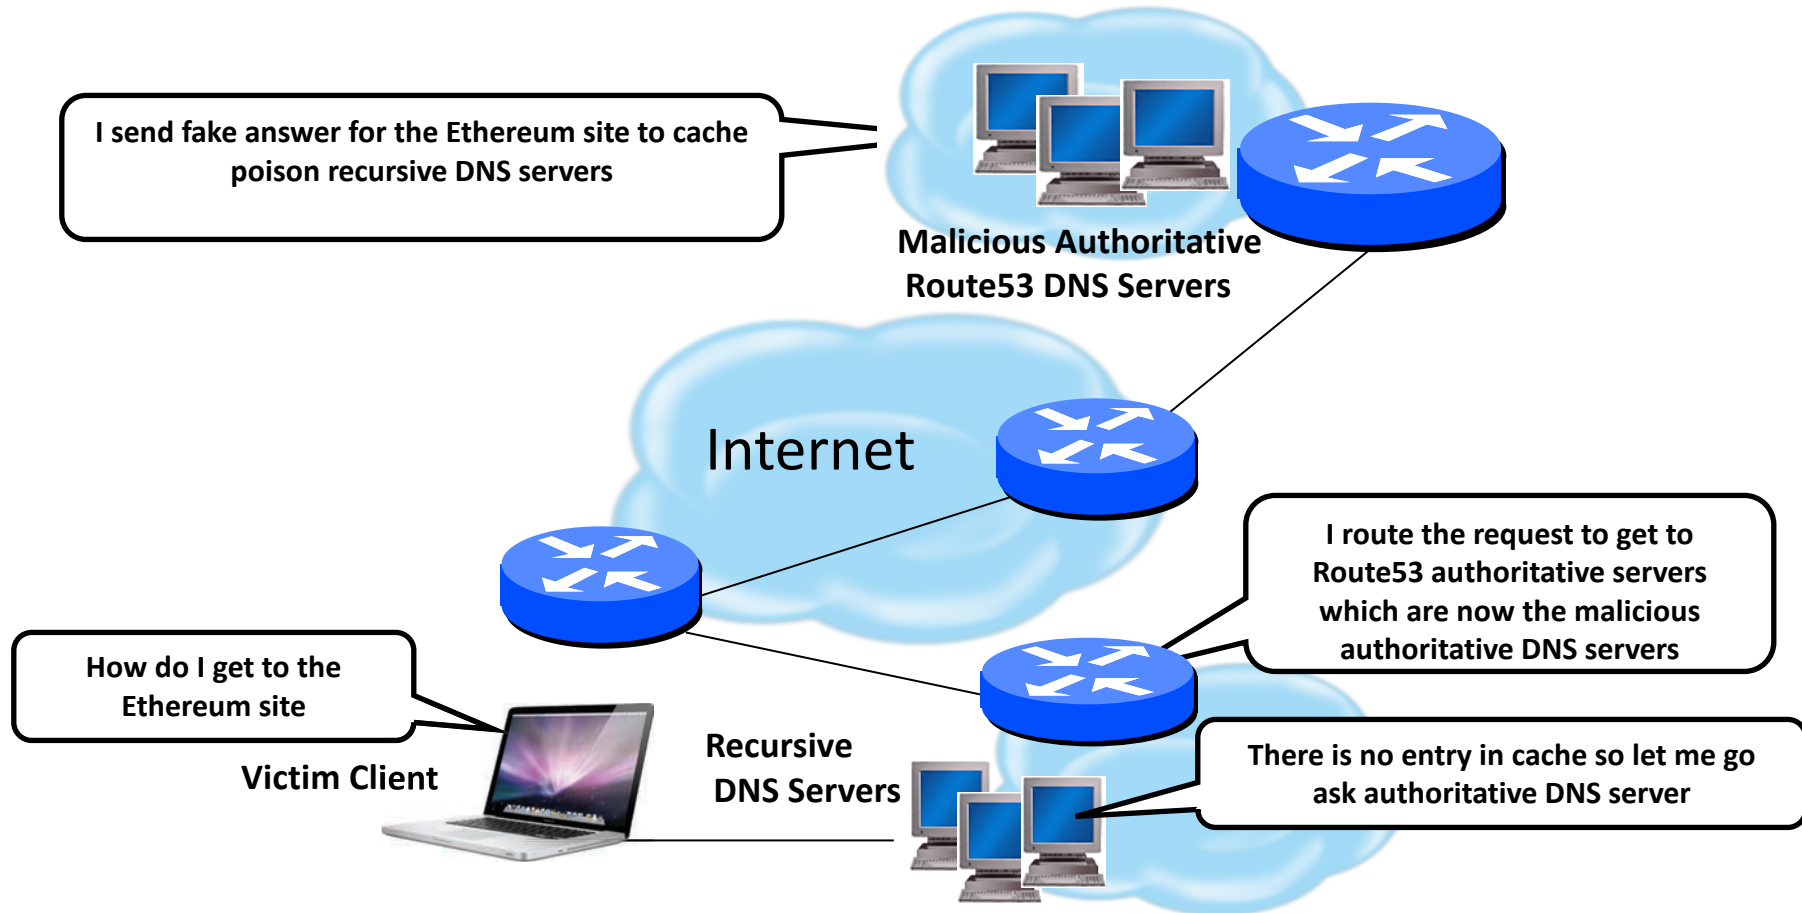 I send fake answer for the Ethereum site to cache
poison recursive DNS servers
Malicious Authoritative
Route53 DNS Servers
Internet
I route the request to get to
Route53 authoritative servers
which are now the malicious
authoritative DNS servers
How do I get to the
Ethereum site
Victim Client
Recursive
DNS Servers
There is no entry in cache so let me go
ask authoritative DNS server